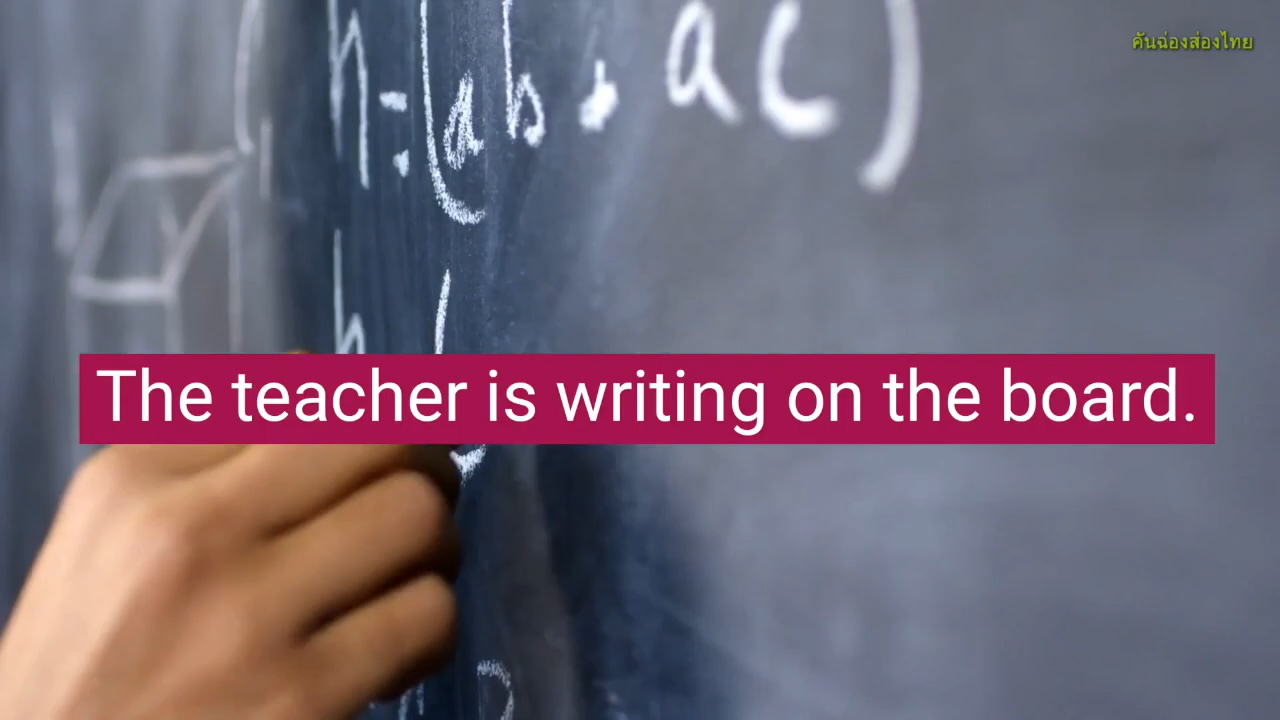 คันฉ่องส่องไทย
h=(ab+ac)
h
The teacher is writing on the board.